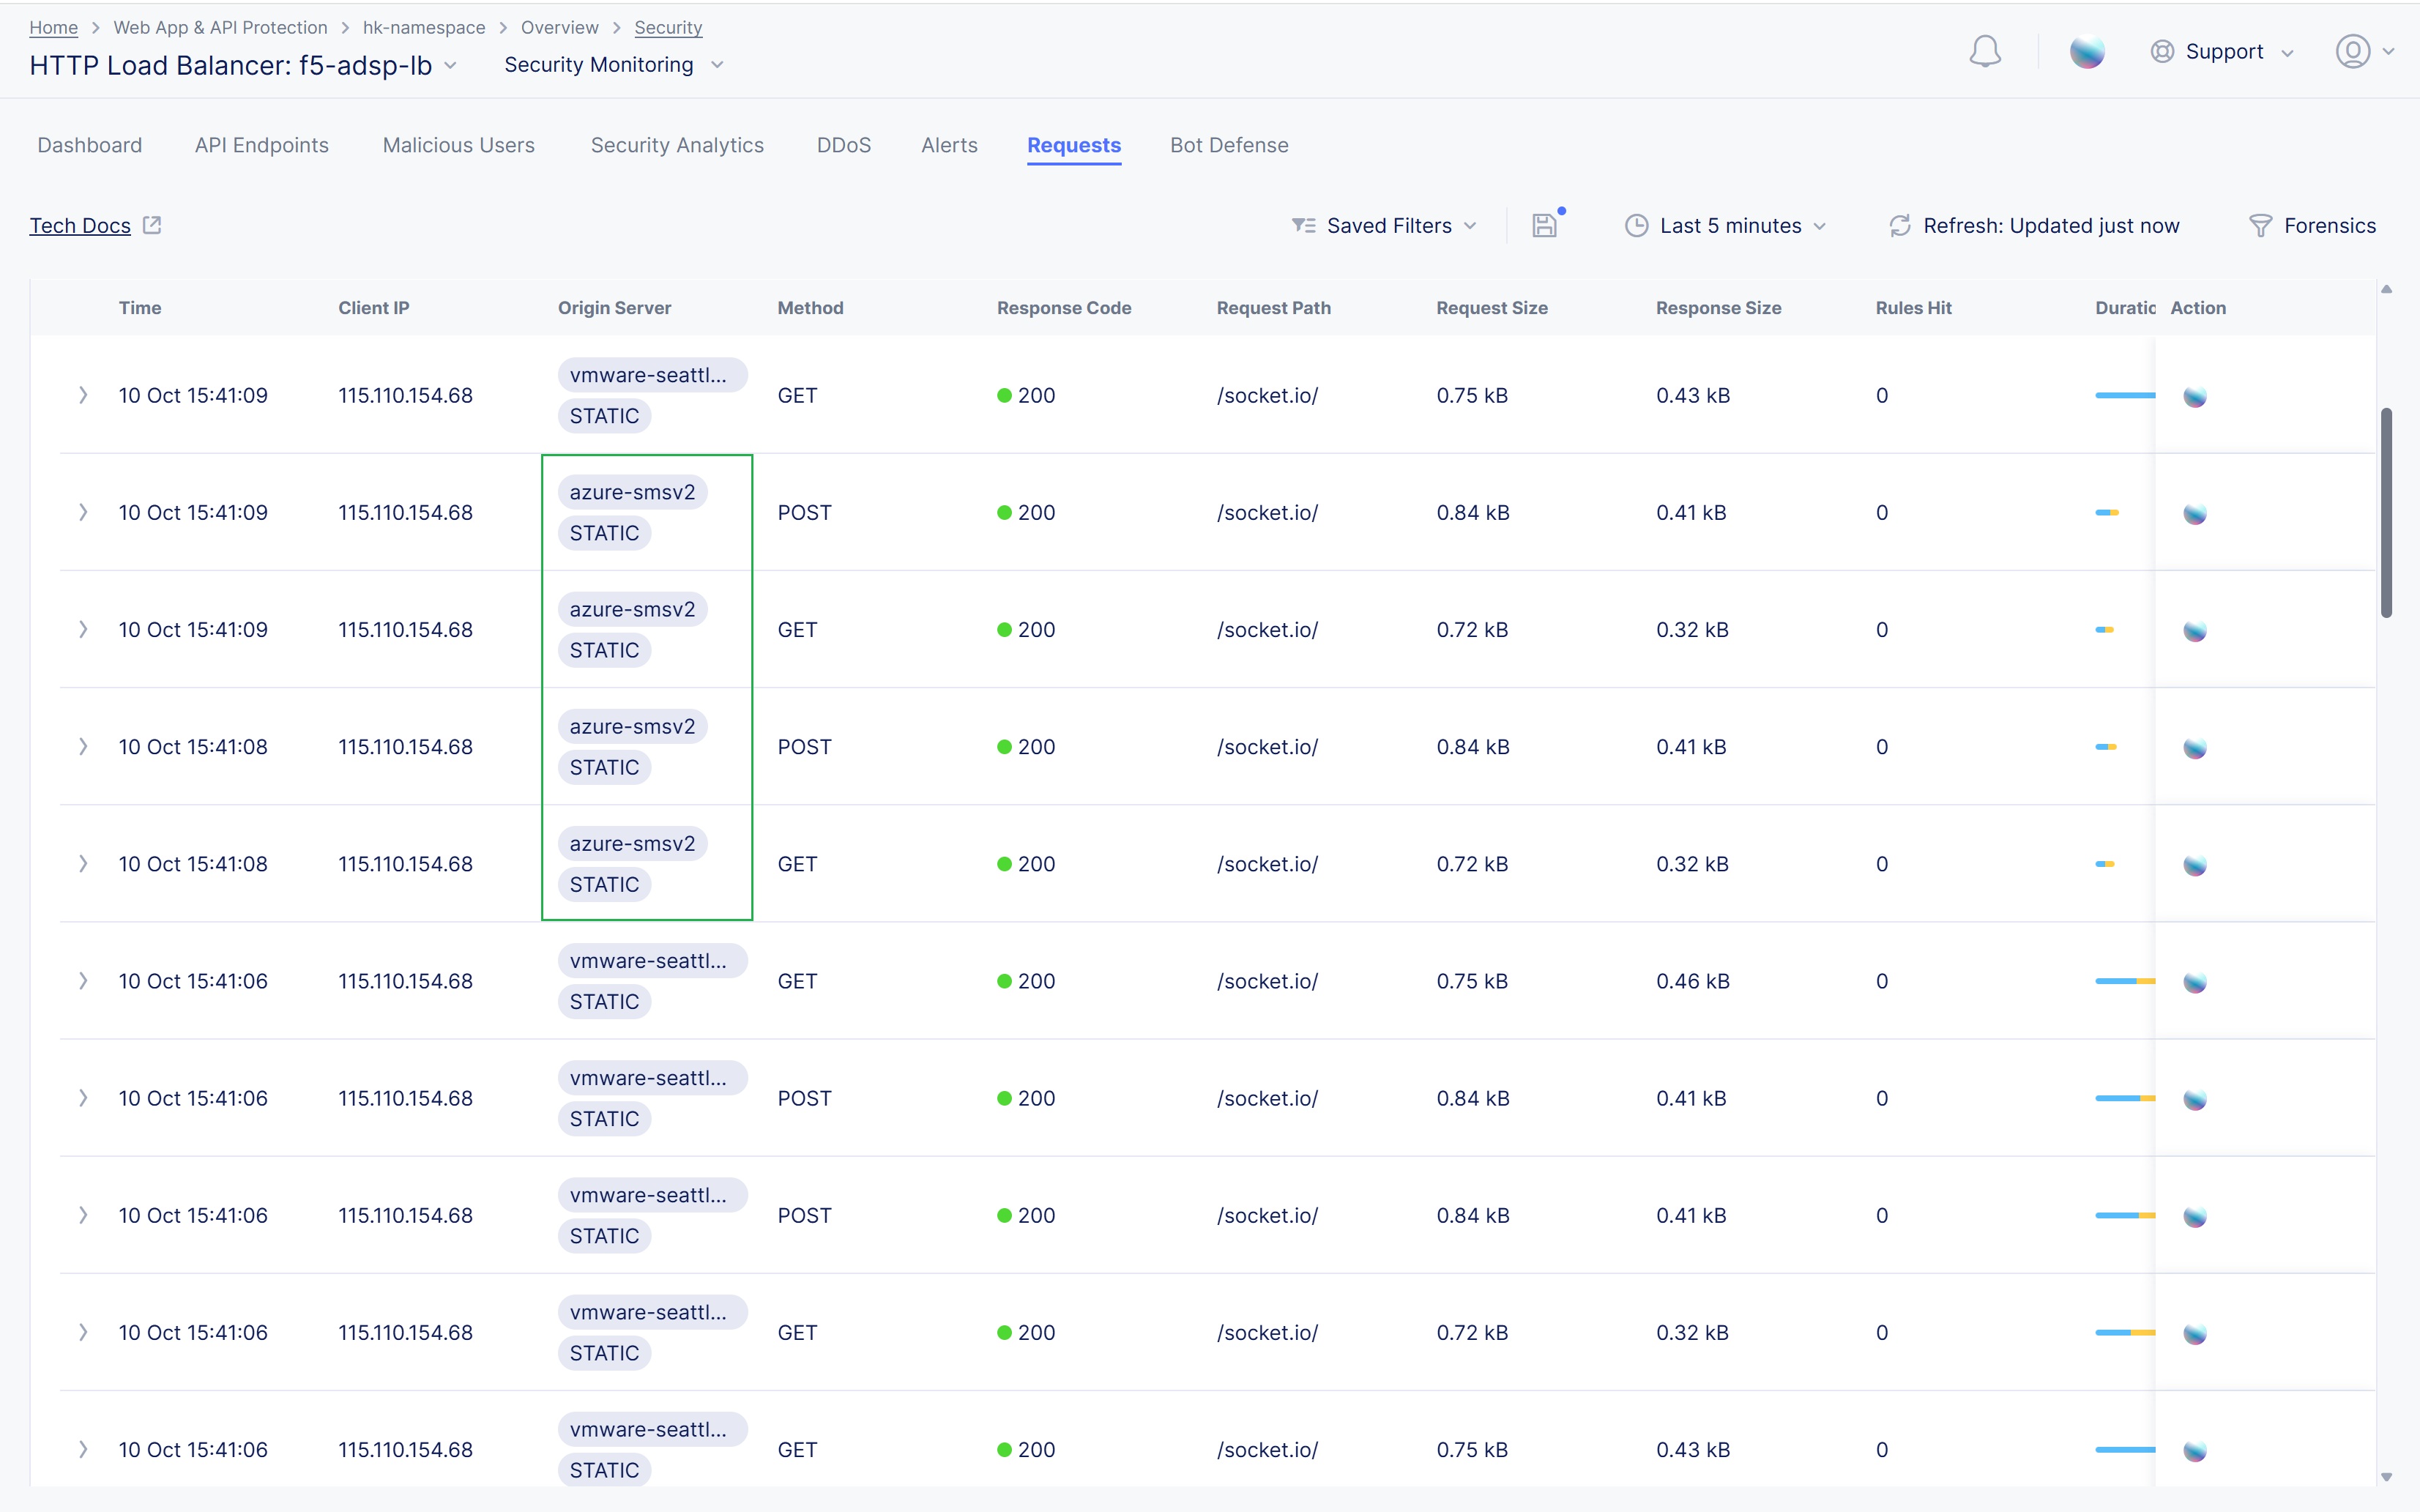 Home > Web App & API Protection > hk-namespace > Overview > Security
HTTP Load Balancer: f5-adsp-lb Security Monitoring Support
Dashboard API Endpoints Malicious Users Security Analytics DDoS Alerts Requests Bot Defense
Tech Docs Saved Filters Last 5 minutes Refresh: Updated just now Forensics
Time Client IP Origin Server Method Response Code Request Path Request Size Response Size Rules Hit Duratic Action
vmware-seattl...
10 Oct 15:41:09 115.110.154.68 GET 200 /socket.io/ 0.75 kB 0.43 kB 0
STATIC
azure-smsv2
10 Oct 15:41:09 115.110.154.68 POST 200 /socket.io/ 0.84 kB 0.41 kB 0
STATIC
azure-smsv2
10 Oct 15:41:09 115.110.154.68 GET 200 /socket.io/ 0.72 kB 0.32 kB 0
STATIC
azure-smsv2
10 Oct 15:41:08 115.110.154.68 POST 200 /socket.io/ 0.84 kB 0.41 kB 0
STATIC
azure-smsv2
10 Oct 15:41:08 115.110.154.68 GET 200 /socket.io/ 0.72 kB 0.32 kB 0
STATIC
vmware-seattl...
10 Oct 15:41:06 115.110.154.68 GET 200 /socket.io/ 0.75 kB 0.46 kB 0
STATIC
vmware-seattl...
10 Oct 15:41:06 115.110.154.68 POST 200 /socket.io/ 0.84 kB 0.41 kB 0
STATIC
vmware-seattl...
10 Oct 15:41:06 115.110.154.68 POST 200 /socket.io/ 0.84 kB 0.41 kB 0
STATIC
vmware-seattl...
10 Oct 15:41:06 115.110.154.68 GET 200 /socket.io/ 0.72 kB 0.32 kB 0
STATIC
vmware-seattl...
10 Oct 15:41:06 115.110.154.68 GET 200 /socket.io/ 0.75 kB 0.43 kB 0
STATIC